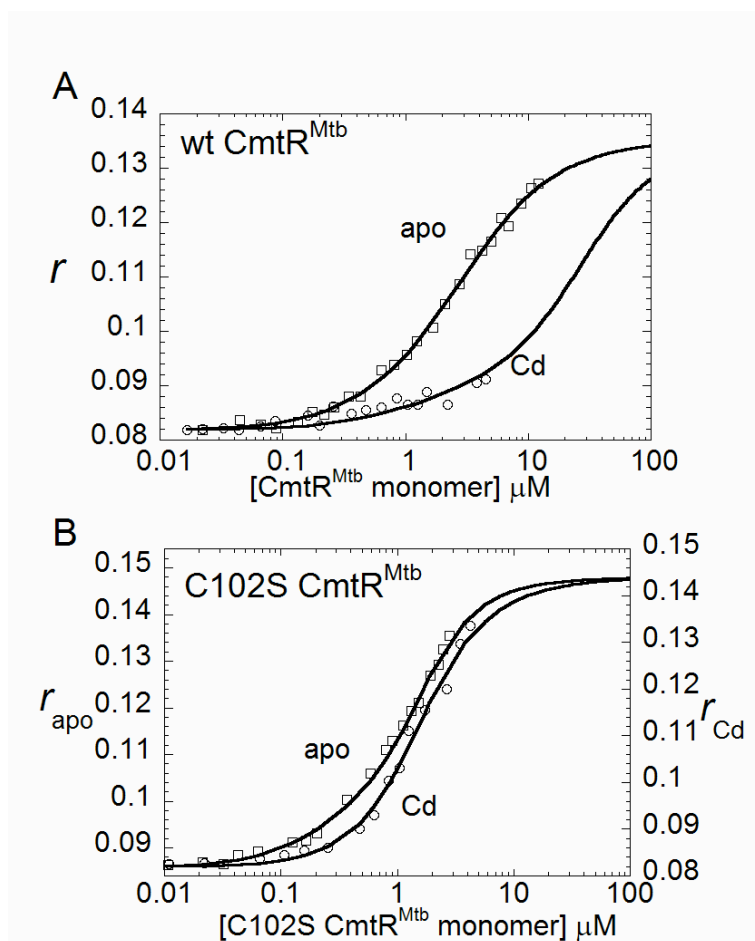 A
wt CmtR^Mtb
0.14
0.13
0.12
0.11
0.1
0.09
0.08
r
apo
Cd
0.01 0.1 1 10 100
[CmtR^Mtb monomer] μM
B
C102S CmtR^Mtb
0.15
0.14
0.13
0.12
0.11
0.1
0.09
r_apo
apo
Cd
0.15
0.14
0.13
0.12
0.11
0.1
0.09
0.08
r_Cd
0.01 0.1 1 10 100
[C102S CmtR^Mtb monomer] μM